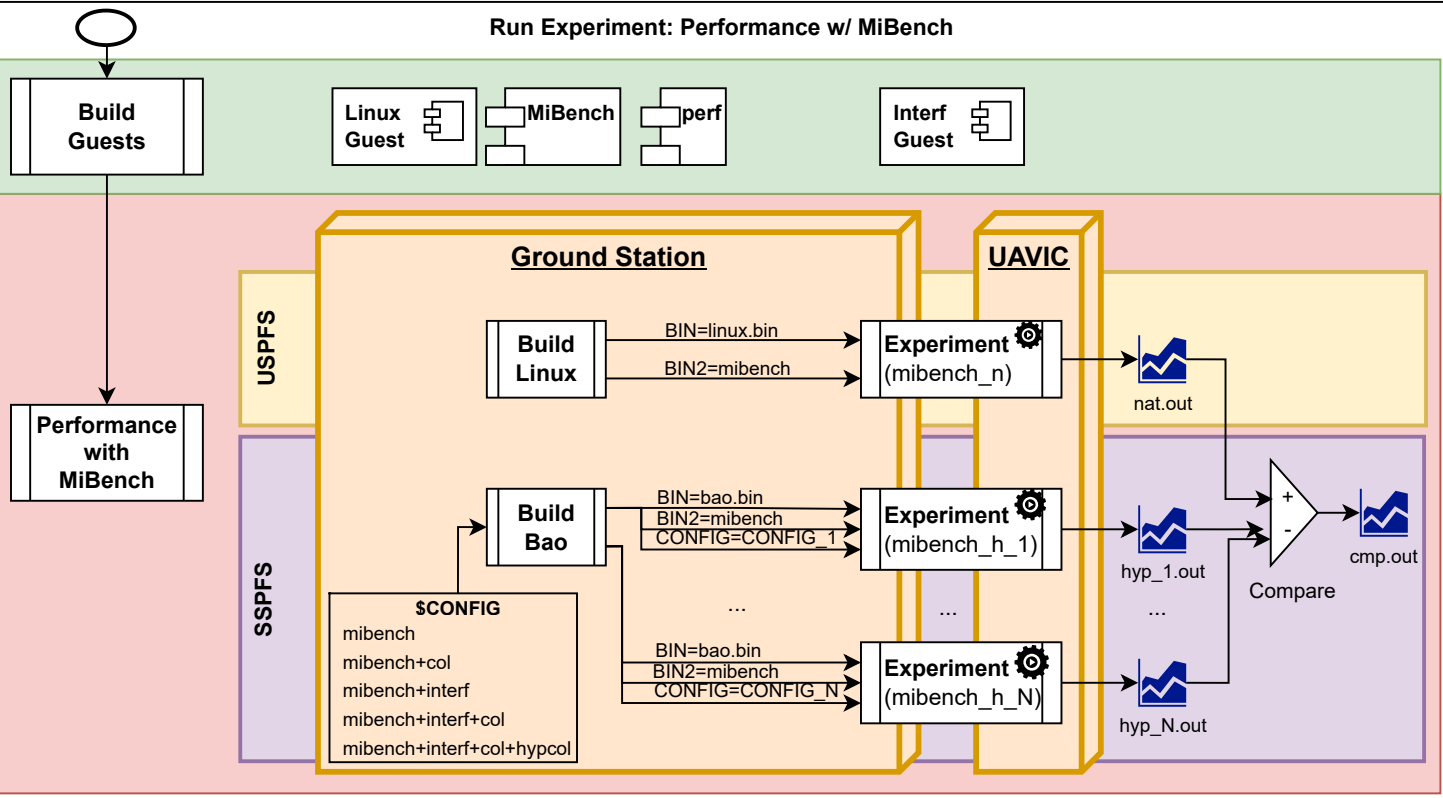 Run Experiment: Performance w/ MiBench
Build
Guests
Linux
Guest
MiBench
perf
Interf
Guest
Ground Station
UAVIC
USPFS
Build
Linux
BIN=linux.bin
BIN2=mibench
Experiment
(mibench_n)
nat.out
Performance
with
MiBench
SSPFS
Build
Bao
BIN=bao.bin
BIN2=mibench
CONFIG=CONFIG_1
Experiment
(mibench_h_1)
hyp_1.out
+
-
Compare
cmp.out
$CONFIG
mibench
mibench+col
mibench+interf
mibench+interf+col
mibench+interf+col+hypcol
...
...
...
BIN=bao.bin
BIN2=mibench
CONFIG=CONFIG_N
Experiment
(mibench_h_N)
hyp_N.out